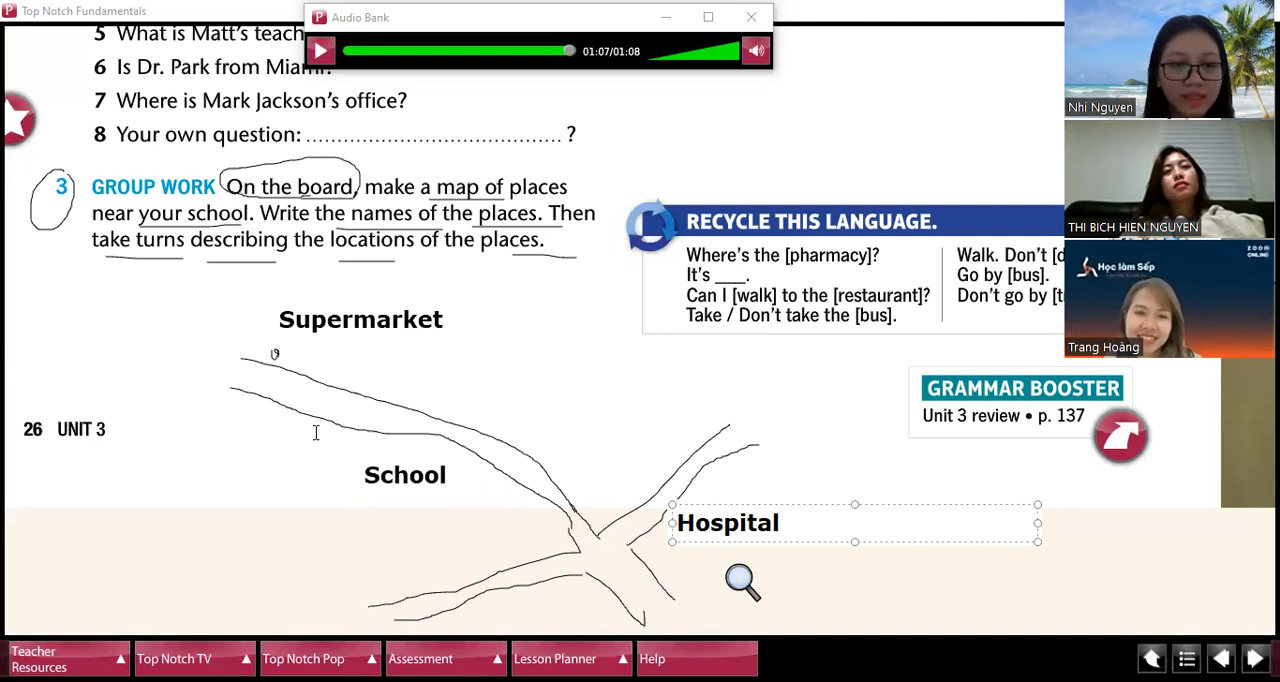 Top Notch Fundamentals
Audio Bank
01:07/01:08
5 What is Matt's teach
6 Is Dr. Park from Miami?
7 Where is Mark Jackson's office?
8 Your own question: ......................................... ?
3 GROUP WORK On the board, make a map of places
near your school. Write the names of the places. Then
take turns describing the locations of the places.
RECYCLE THIS LANGUAGE.
Where's the [pharmacy]?
It's ___.
Can I [walk] to the [restaurant]?
Take / Don't take the [bus].
Walk. Don't [d
Go by [bus].
Don't go by [t
Supermarket
School
Hospital
26 UNIT 3
GRAMMAR BOOSTER
Unit 3 review • p. 137
Nhi Nguyen
THI BICH HIEN NGUYEN
Học làm Sếp
ZOOM
ONLINE
Trang Hoàng
Teacher
Resources
Top Notch TV
Top Notch Pop
Assessment
Lesson Planner
Help